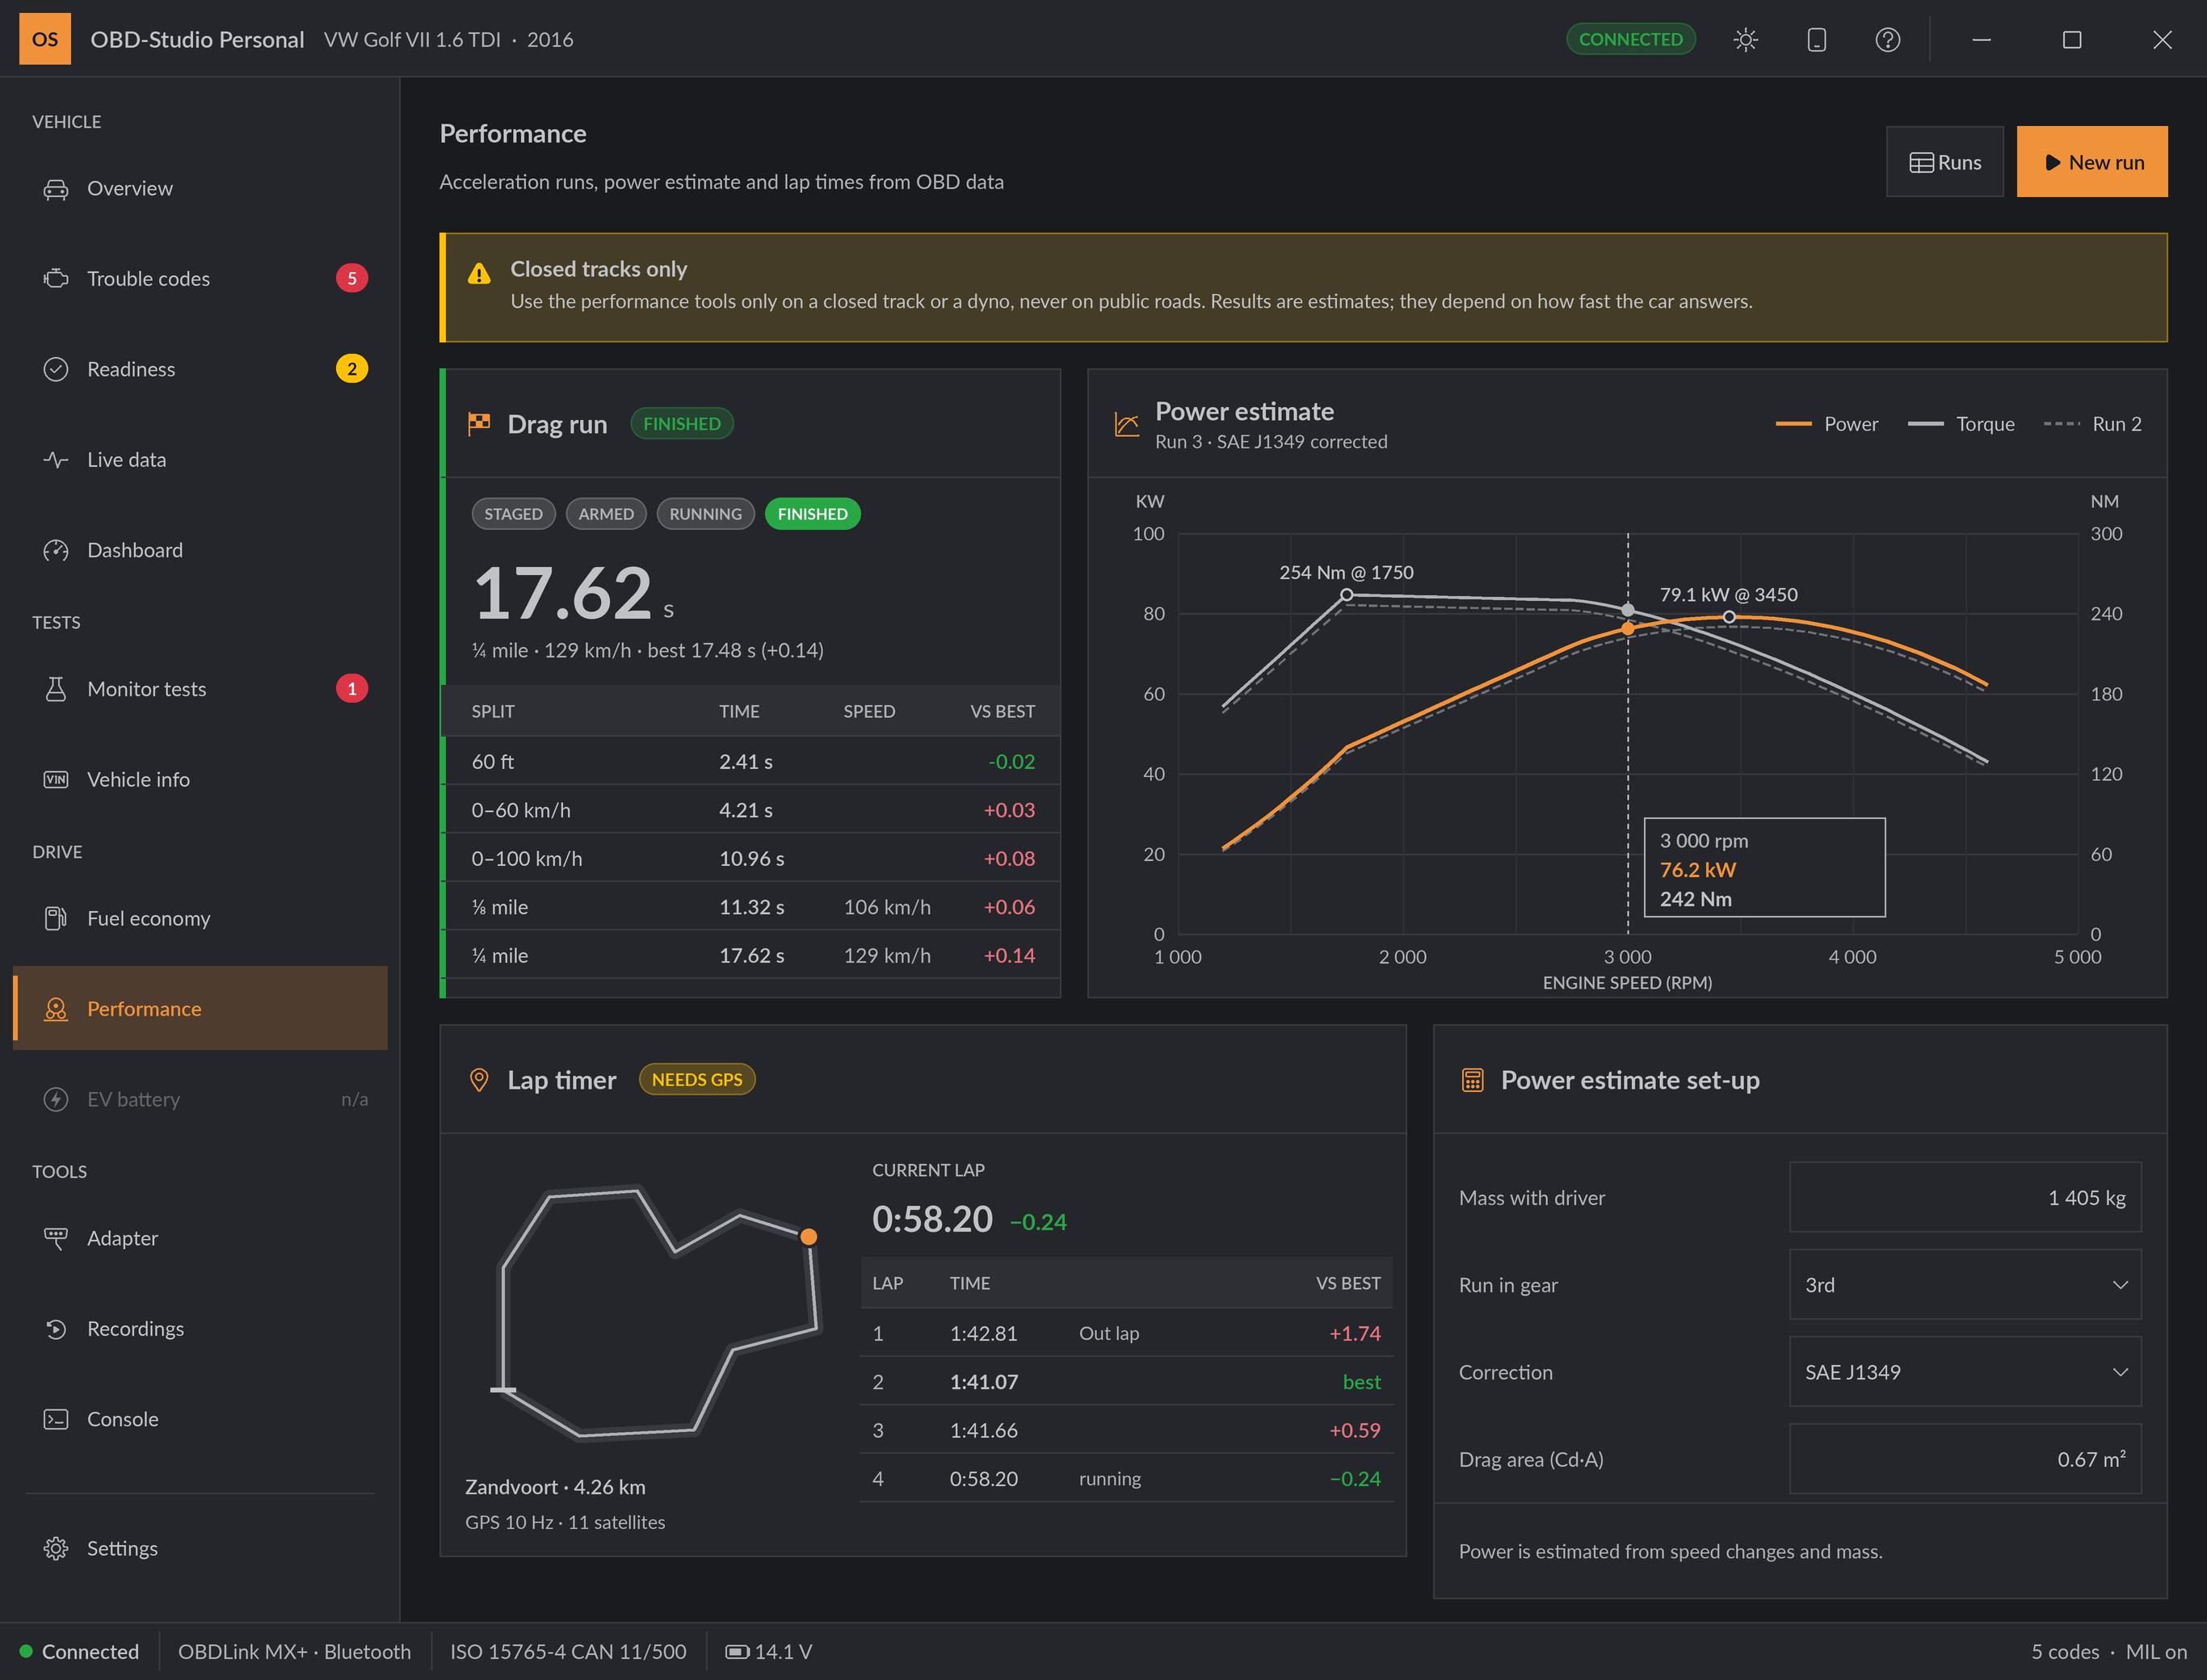 OS OBD-Studio Personal VW Golf VII 1.6 TDI · 2016 CONNECTED
VEHICLE
Overview
Trouble codes 5
Readiness 2
Live data
Dashboard
TESTS
Monitor tests 1
VIN Vehicle info
DRIVE
Fuel economy
Performance
EV battery n/a
TOOLS
Adapter
Recordings
Console
Settings
Performance
Acceleration runs, power estimate and lap times from OBD data
Runs New run
Closed tracks only
Use the performance tools only on a closed track or a dyno, never on public roads. Results are estimates; they depend on how fast the car answers.
Drag run FINISHED
STAGED ARMED RUNNING FINISHED
17.62 s
¼ mile · 129 km/h · best 17.48 s (+0.14)
SPLIT TIME SPEED VS BEST
60 ft 2.41 s -0.02
0–60 km/h 4.21 s +0.03
0–100 km/h 10.96 s +0.08
⅛ mile 11.32 s 106 km/h +0.06
¼ mile 17.62 s 129 km/h +0.14
Power estimate
Run 3 · SAE J1349 corrected
Power Torque Run 2
KW NM
100 300
254 Nm @ 1750
79.1 kW @ 3450
80 240
60 180
40 120
3 000 rpm
20 60
76.2 kW
242 Nm
0 0
1 000 2 000 3 000 4 000 5 000
ENGINE SPEED (RPM)
Lap timer NEEDS GPS
CURRENT LAP
0:58.20 −0.24
LAP TIME VS BEST
1 1:42.81 Out lap +1.74
2 1:41.07 best
3 1:41.66 +0.59
4 0:58.20 running −0.24
Zandvoort · 4.26 km
GPS 10 Hz · 11 satellites
Power estimate set-up
Mass with driver 1 405 kg
Run in gear 3rd
Correction SAE J1349
Drag area (Cd·A) 0.67 m²
Power is estimated from speed changes and mass.
Connected OBDLink MX+ · Bluetooth ISO 15765-4 CAN 11/500 14.1 V 5 codes · MIL on